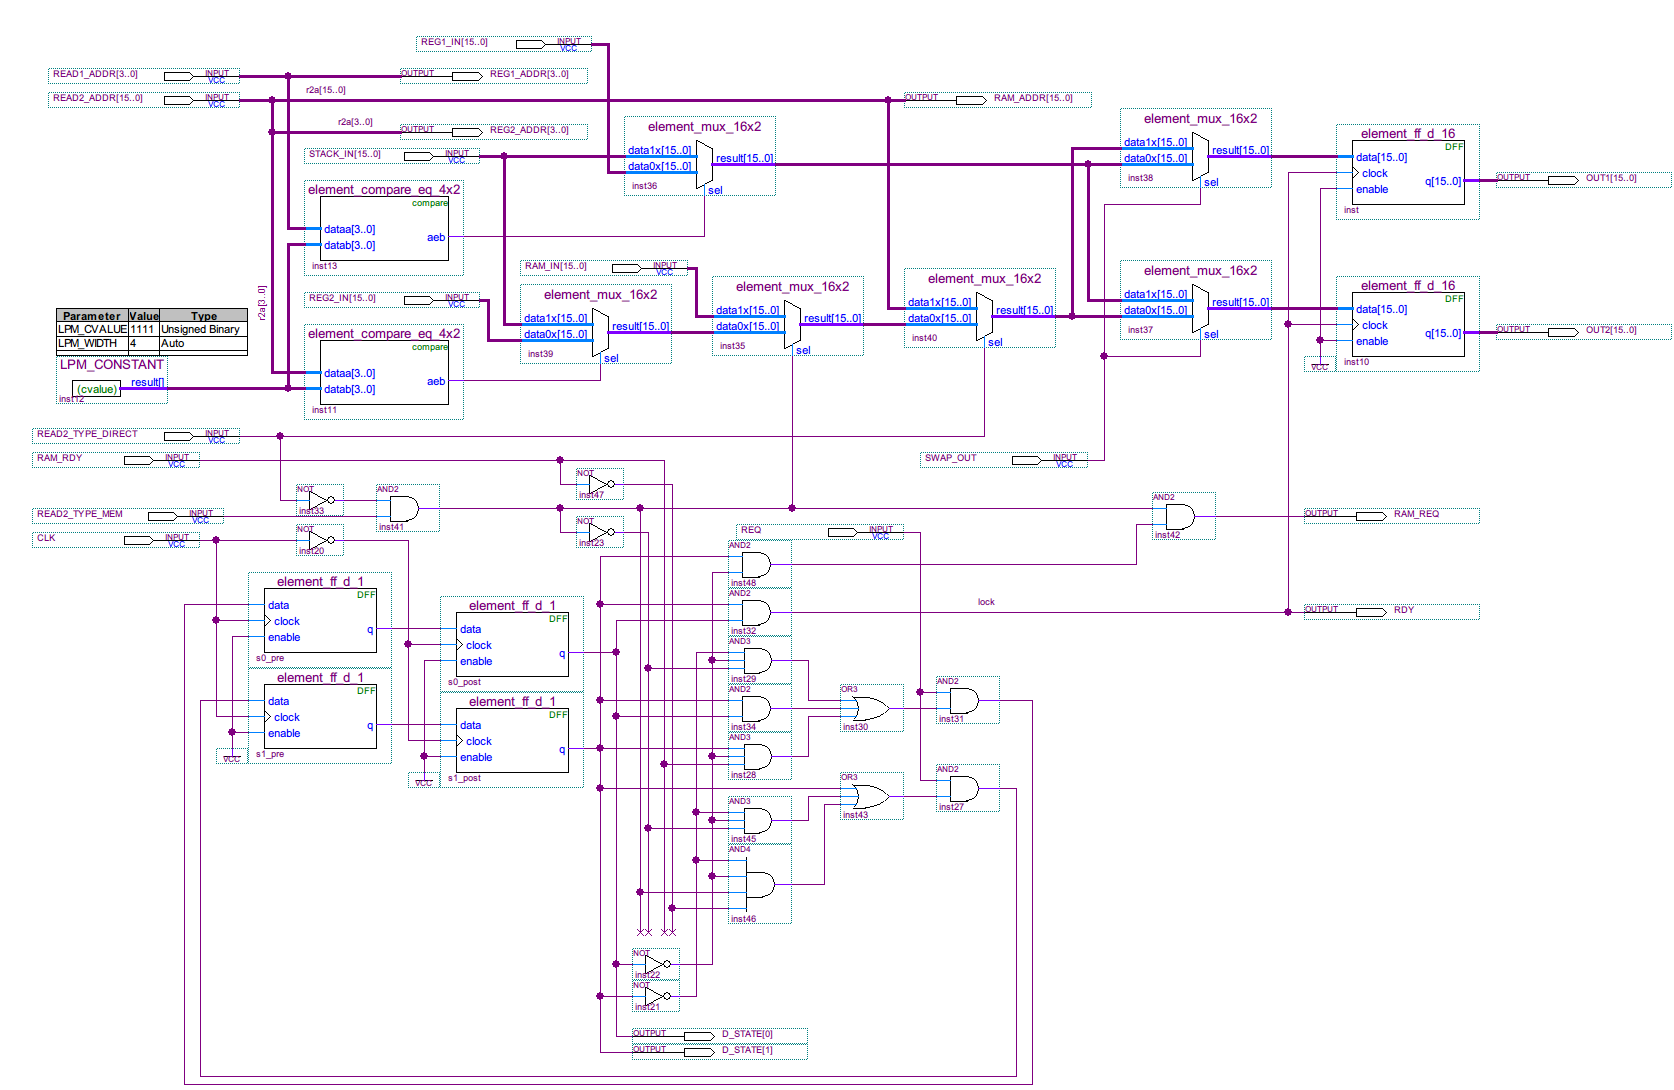 REG1_IN[15..0] INPUT VCC
READ1_ADDR[3..0] INPUT VCC OUTPUT REG1_ADDR[3..0]
READ2_ADDR[15..0] INPUT VCC r2a[15..0] OUTPUT RAM_ADDR[15..0]
r2a[3..0] OUTPUT REG2_ADDR[3..0]
STACK_IN[15..0] INPUT VCC
element_mux_16x2
data1x[15..0]
data0x[15..0]
result[15..0]
sel
inst36
element_mux_16x2
data1x[15..0]
data0x[15..0]
result[15..0]
sel
inst38
element_ff_d_16
DFF
data[15..0]
clock
enable
q[15..0]
inst
OUTPUT OUT1[15..0]
element_compare_eq_4x2
compare
dataa[3..0]
datab[3..0]
aeb
inst13
RAM_IN[15..0] INPUT VCC
REG2_IN[15..0] INPUT VCC
r2a[3..0]
element_mux_16x2
data1x[15..0]
data0x[15..0]
result[15..0]
sel
inst39
element_mux_16x2
data1x[15..0]
data0x[15..0]
result[15..0]
sel
inst35
element_mux_16x2
data1x[15..0]
data0x[15..0]
result[15..0]
sel
inst40
element_mux_16x2
data1x[15..0]
data0x[15..0]
result[15..0]
sel
inst37
element_ff_d_16
DFF
data[15..0]
clock
enable
q[15..0]
VCC
inst10
OUTPUT OUT2[15..0]
Parameter Value Type
LPM_CVALUE 1111 Unsigned Binary
LPM_WIDTH 4 Auto
LPM_CONSTANT
(cvalue)
result[]
inst12
element_compare_eq_4x2
compare
dataa[3..0]
datab[3..0]
aeb
inst11
READ2_TYPE_DIRECT INPUT VCC
RAM_RDY INPUT VCC
SWAP_OUT INPUT VCC
NOT
inst47
NOT
inst33
AND2
inst41
READ2_TYPE_MEM INPUT VCC
CLK INPUT VCC
NOT
inst20
NOT
inst23
REQ INPUT VCC
AND2
inst42
OUTPUT RAM_REQ
AND2
inst48
AND2
inst32
lock
OUTPUT RDY
element_ff_d_1
DFF
data
clock
enable
q
s0_pre
element_ff_d_1
DFF
data
clock
enable
q
s0_post
element_ff_d_1
DFF
data
clock
enable
q
VCC
s1_pre
element_ff_d_1
DFF
data
clock
enable
q
VCC
s1_post
AND3
inst29
AND2
inst34
AND3
inst28
OR3
inst30
AND2
inst31
OR3
inst43
AND2
inst27
AND3
inst45
AND4
inst46
NOT
inst22
NOT
inst21
OUTPUT D_STATE[0]
OUTPUT D_STATE[1]